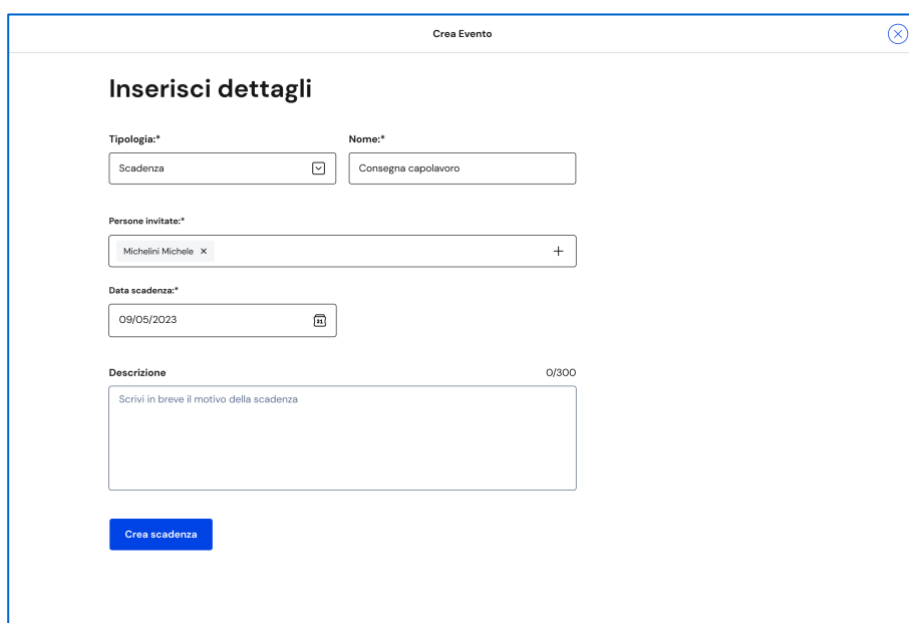 Crea Evento
Inserisci dettagli
Tipologia:* Nome:*
Scadenza Consegna capolavoro
Persone invitate:*
Michelini Michele ×
Data scadenza:*
09/05/2023
31
Descrizione 0/300
Scrivi in breve il motivo della scadenza
Crea scadenza